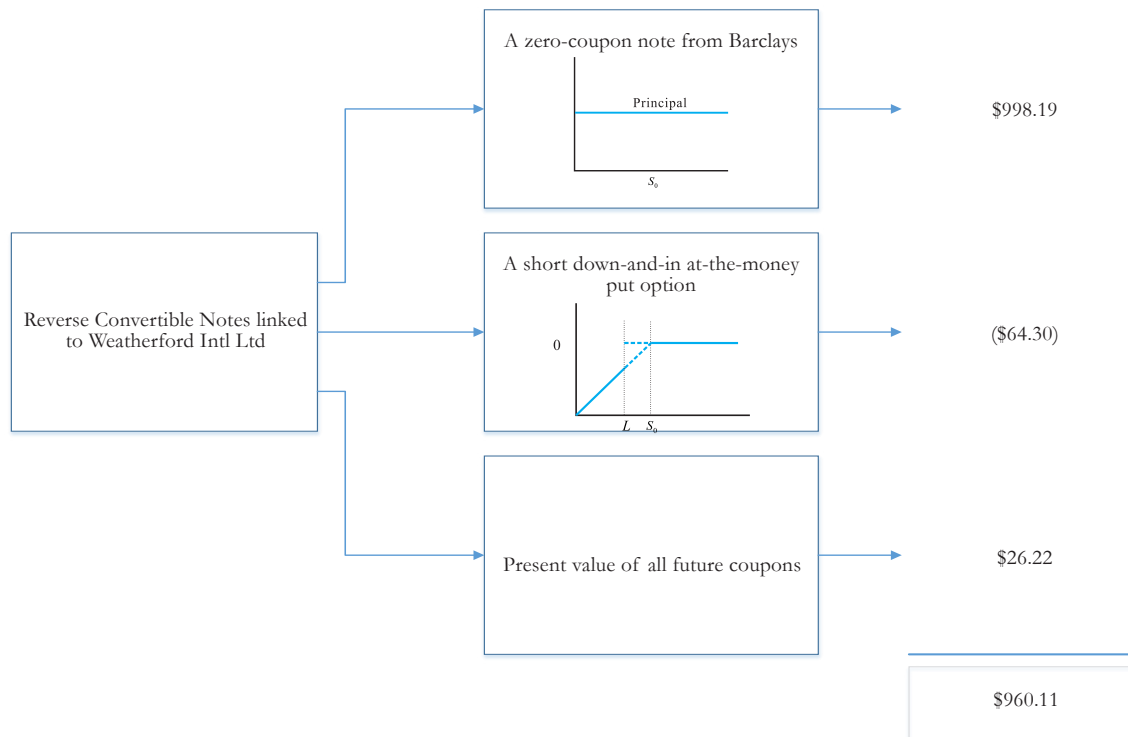 A zero-coupon note from Barclays
Principal
S₀
$998.19
Reverse Convertible Notes linked
to Weatherford Intl Ltd
A short down-and-in at-the-money
put option
0
L S₀
($64.30)
Present value of all future coupons
$26.22
$960.11